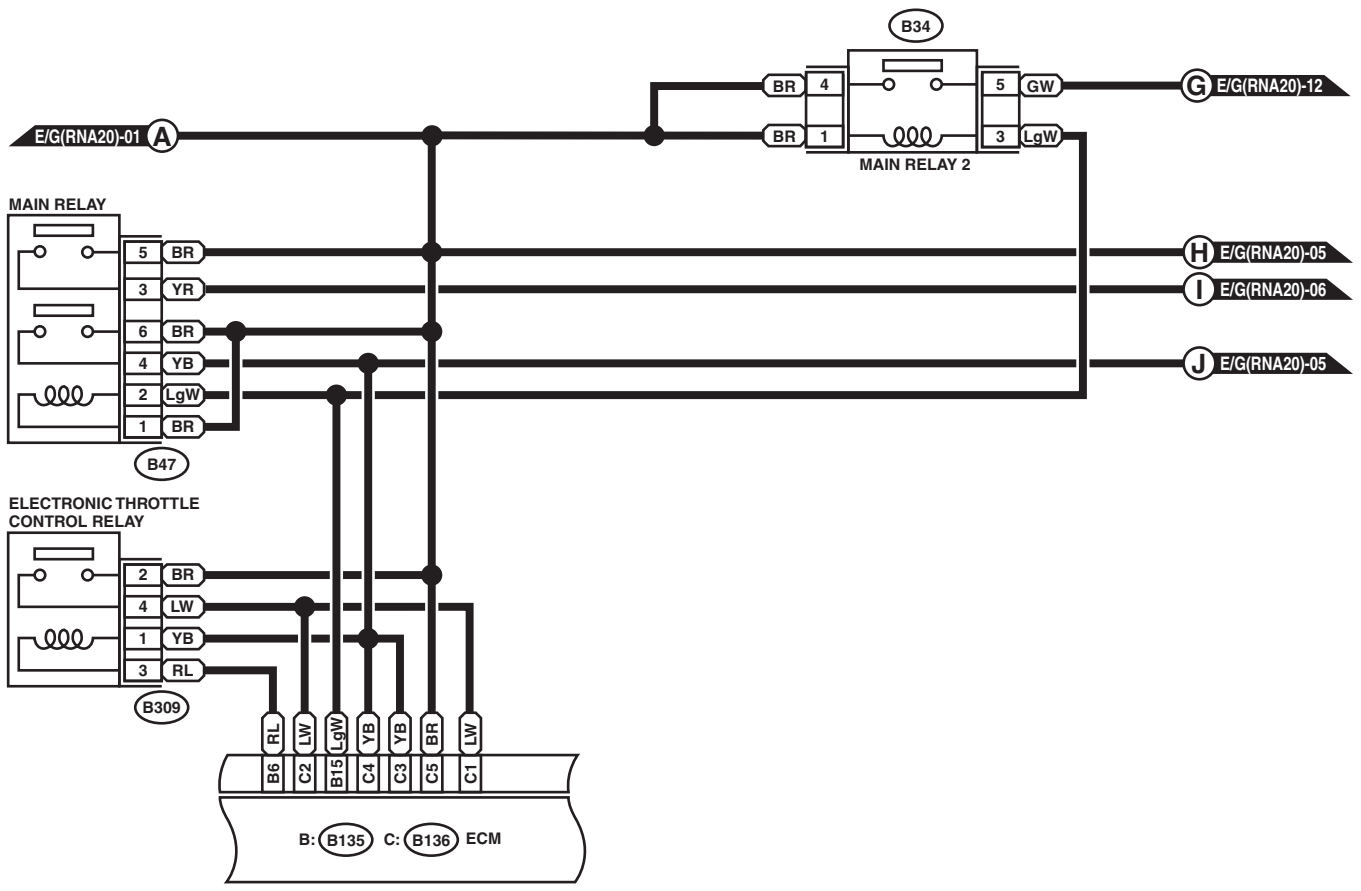 B34
BR 4 5 GW G E/G(RNA20)-12
E/G(RNA20)-01 A BR 1 3 LgW
MAIN RELAY 2
MAIN RELAY
5 BR H E/G(RNA20)-05
3 YR I E/G(RNA20)-06
6 BR
4 YB J E/G(RNA20)-05
2 LgW
1 BR
B47
ELECTRONIC THROTTLE
CONTROL RELAY
2 BR
4 LW
1 YB
3 RL
B309
RL LW LgW YB YB BR LW
B6 C2 B15 C4 C3 C5 C1
B: B135 C: B136 ECM